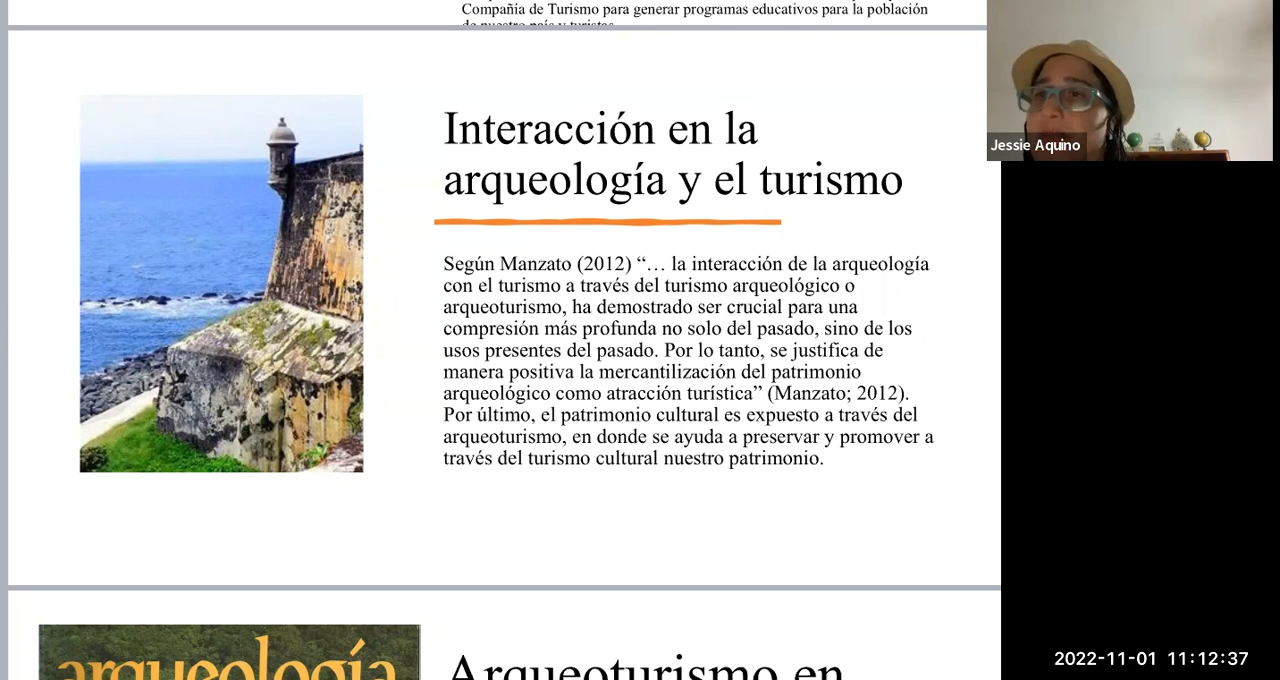 Compañía de Turismo para generar programas educativos para la población
de nuestro país y turistas
Interacción en la
arqueología y el turismo
Según Manzato (2012) “… la interacción de la arqueología
con el turismo a través del turismo arqueológico o
arqueoturismo, ha demostrado ser crucial para una
compresión más profunda no solo del pasado, sino de los
usos presentes del pasado. Por lo tanto, se justifica de
manera positiva la mercantilización del patrimonio
arqueológico como atracción turística” (Manzato; 2012).
Por último, el patrimonio cultural es expuesto a través del
arqueoturismo, en donde se ayuda a preservar y promover a
través del turismo cultural nuestro patrimonio.
Jessie Aquino
arqueología
Arqueoturismo en
2022-11-01 11:12:37